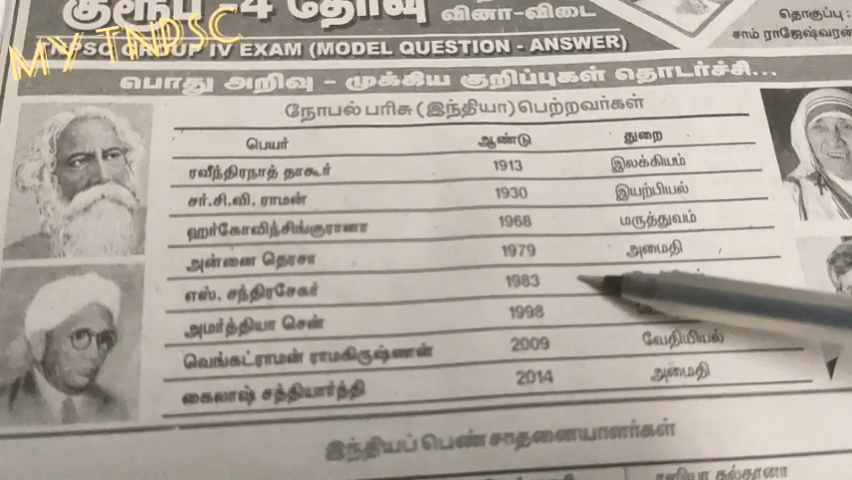 குரூப் -4 தேர்வு வினா-விடை
MY TNDSC
TNPSC GROUP IV EXAM (MODEL QUESTION - ANSWER)
தொகுப்பு :
சாம் ராஜேஷ்வரன்
பொது அறிவு - முக்கிய குறிப்புகள் தொடர்ச்சி...
நோபல் பரிசு (இந்தியா) பெற்றவர்கள்
பெயர் ஆண்டு துறை
ரவீந்திரநாத் தாகூர் 1913 இலக்கியம்
சர்.சி.வி. ராமன் 1930 இயற்பியல்
ஹர்கோவிந்சிங்குரானா 1968 மருத்துவம்
அன்னை தெரசா 1979 அமைதி
எஸ். சந்திரசேகர் 1983
அமர்த்தியா சென் 1998
வெங்கட்ராமன் ராமகிருஷ்ணன் 2009 வேதியியல்
கைலாஷ் சத்தியார்த்தி 2014 அமைதி
இந்தியப் பெண் சாதனையாளர்கள்